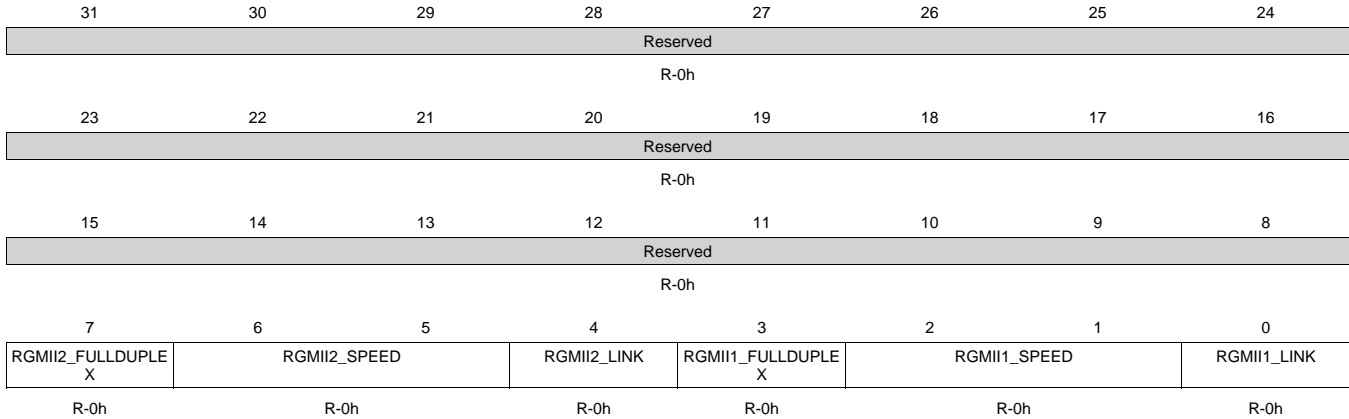 31 30 29 28 27 26 25 24
Reserved
R-0h
23 22 21 20 19 18 17 16
Reserved
R-0h
15 14 13 12 11 10 9 8
Reserved
R-0h
7 6 5 4 3 2 1 0
RGMII2_FULLDUPLE RGMII2_SPEED RGMII2_LINK RGMII1_FULLDUPLE RGMII1_SPEED RGMII1_LINK
X X
R-0h R-0h R-0h R-0h R-0h R-0h